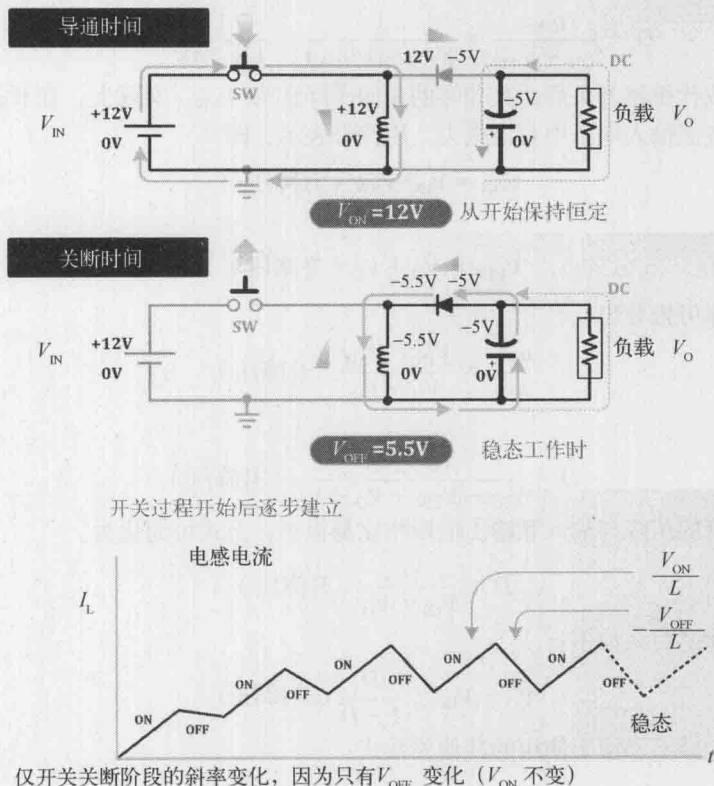 导通时间
12V −5V
DC
SW
V_IN +12V 0V
+12V 0V
−5V 0V
负载 V_O
V_ON =12V 从开始保持恒定
关断时间
−5.5V −5V
DC
SW
V_IN +12V 0V
−5.5V 0V
−5V 0V
负载 V_O
V_OFF =5.5V 稳态工作时
开关过程开始后逐步建立
电感电流
I_L
V_ON
L
− V_OFF
L
ON OFF ON OFF ON OFF ON OFF ON OFF
稳态
t
仅开关关断阶段的斜率变化，因为只有V_OFF 变化（V_ON 不变）